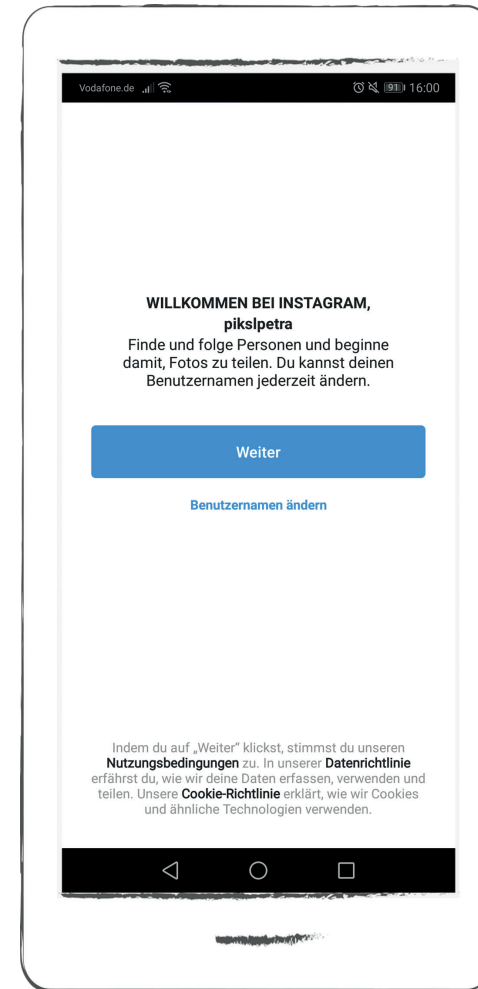 Vodafone.de 91 16:00
WILLKOMMEN BEI INSTAGRAM,
pikslpetra
Finde und folge Personen und beginne
damit, Fotos zu teilen. Du kannst deinen
Benutzernamen jederzeit ändern.
Weiter
Benutzernamen ändern
Indem du auf „Weiter" klickst, stimmst du unseren
Nutzungsbedingungen zu. In unserer Datenrichtlinie
erfährst du, wie wir deine Daten erfassen, verwenden und
teilen. Unsere Cookie-Richtlinie erklärt, wie wir Cookies
und ähnliche Technologien verwenden.